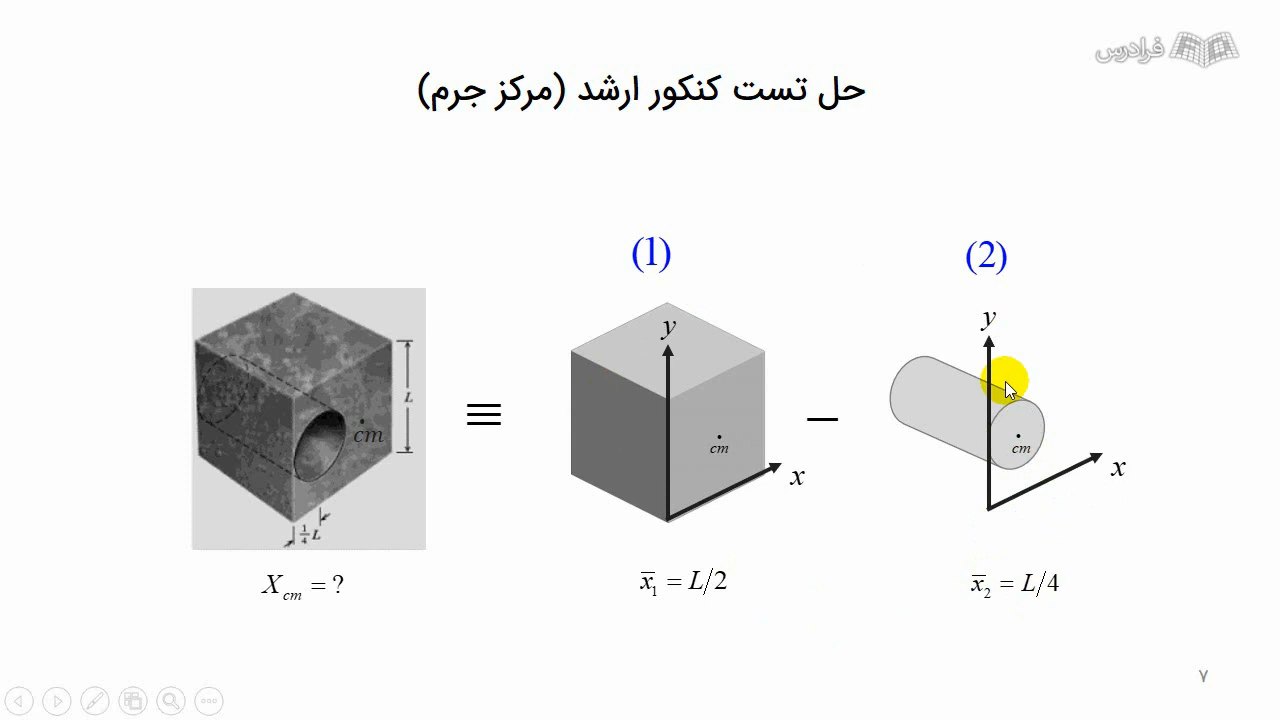 فرادرس
حل تست کنکور ارشد (مرکز جرم)
(1)
(2)
y
y
L
cm
≡
cm
−
cm
x
x
1/4 L
X_cm = ?
x̄₁ = L/2
x̄₂ = L/4
۷